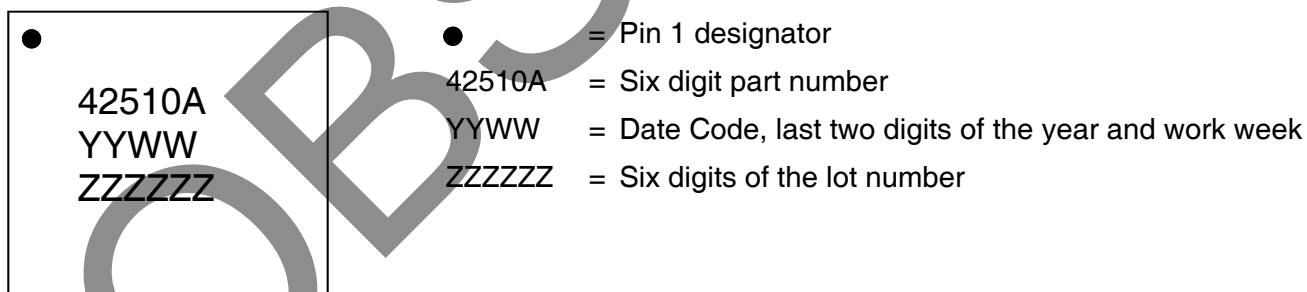 42510A
YYWW
ZZZZZZ
= Pin 1 designator
42510A = Six digit part number
YYWW = Date Code, last two digits of the year and work week
ZZZZZZ = Six digits of the lot number